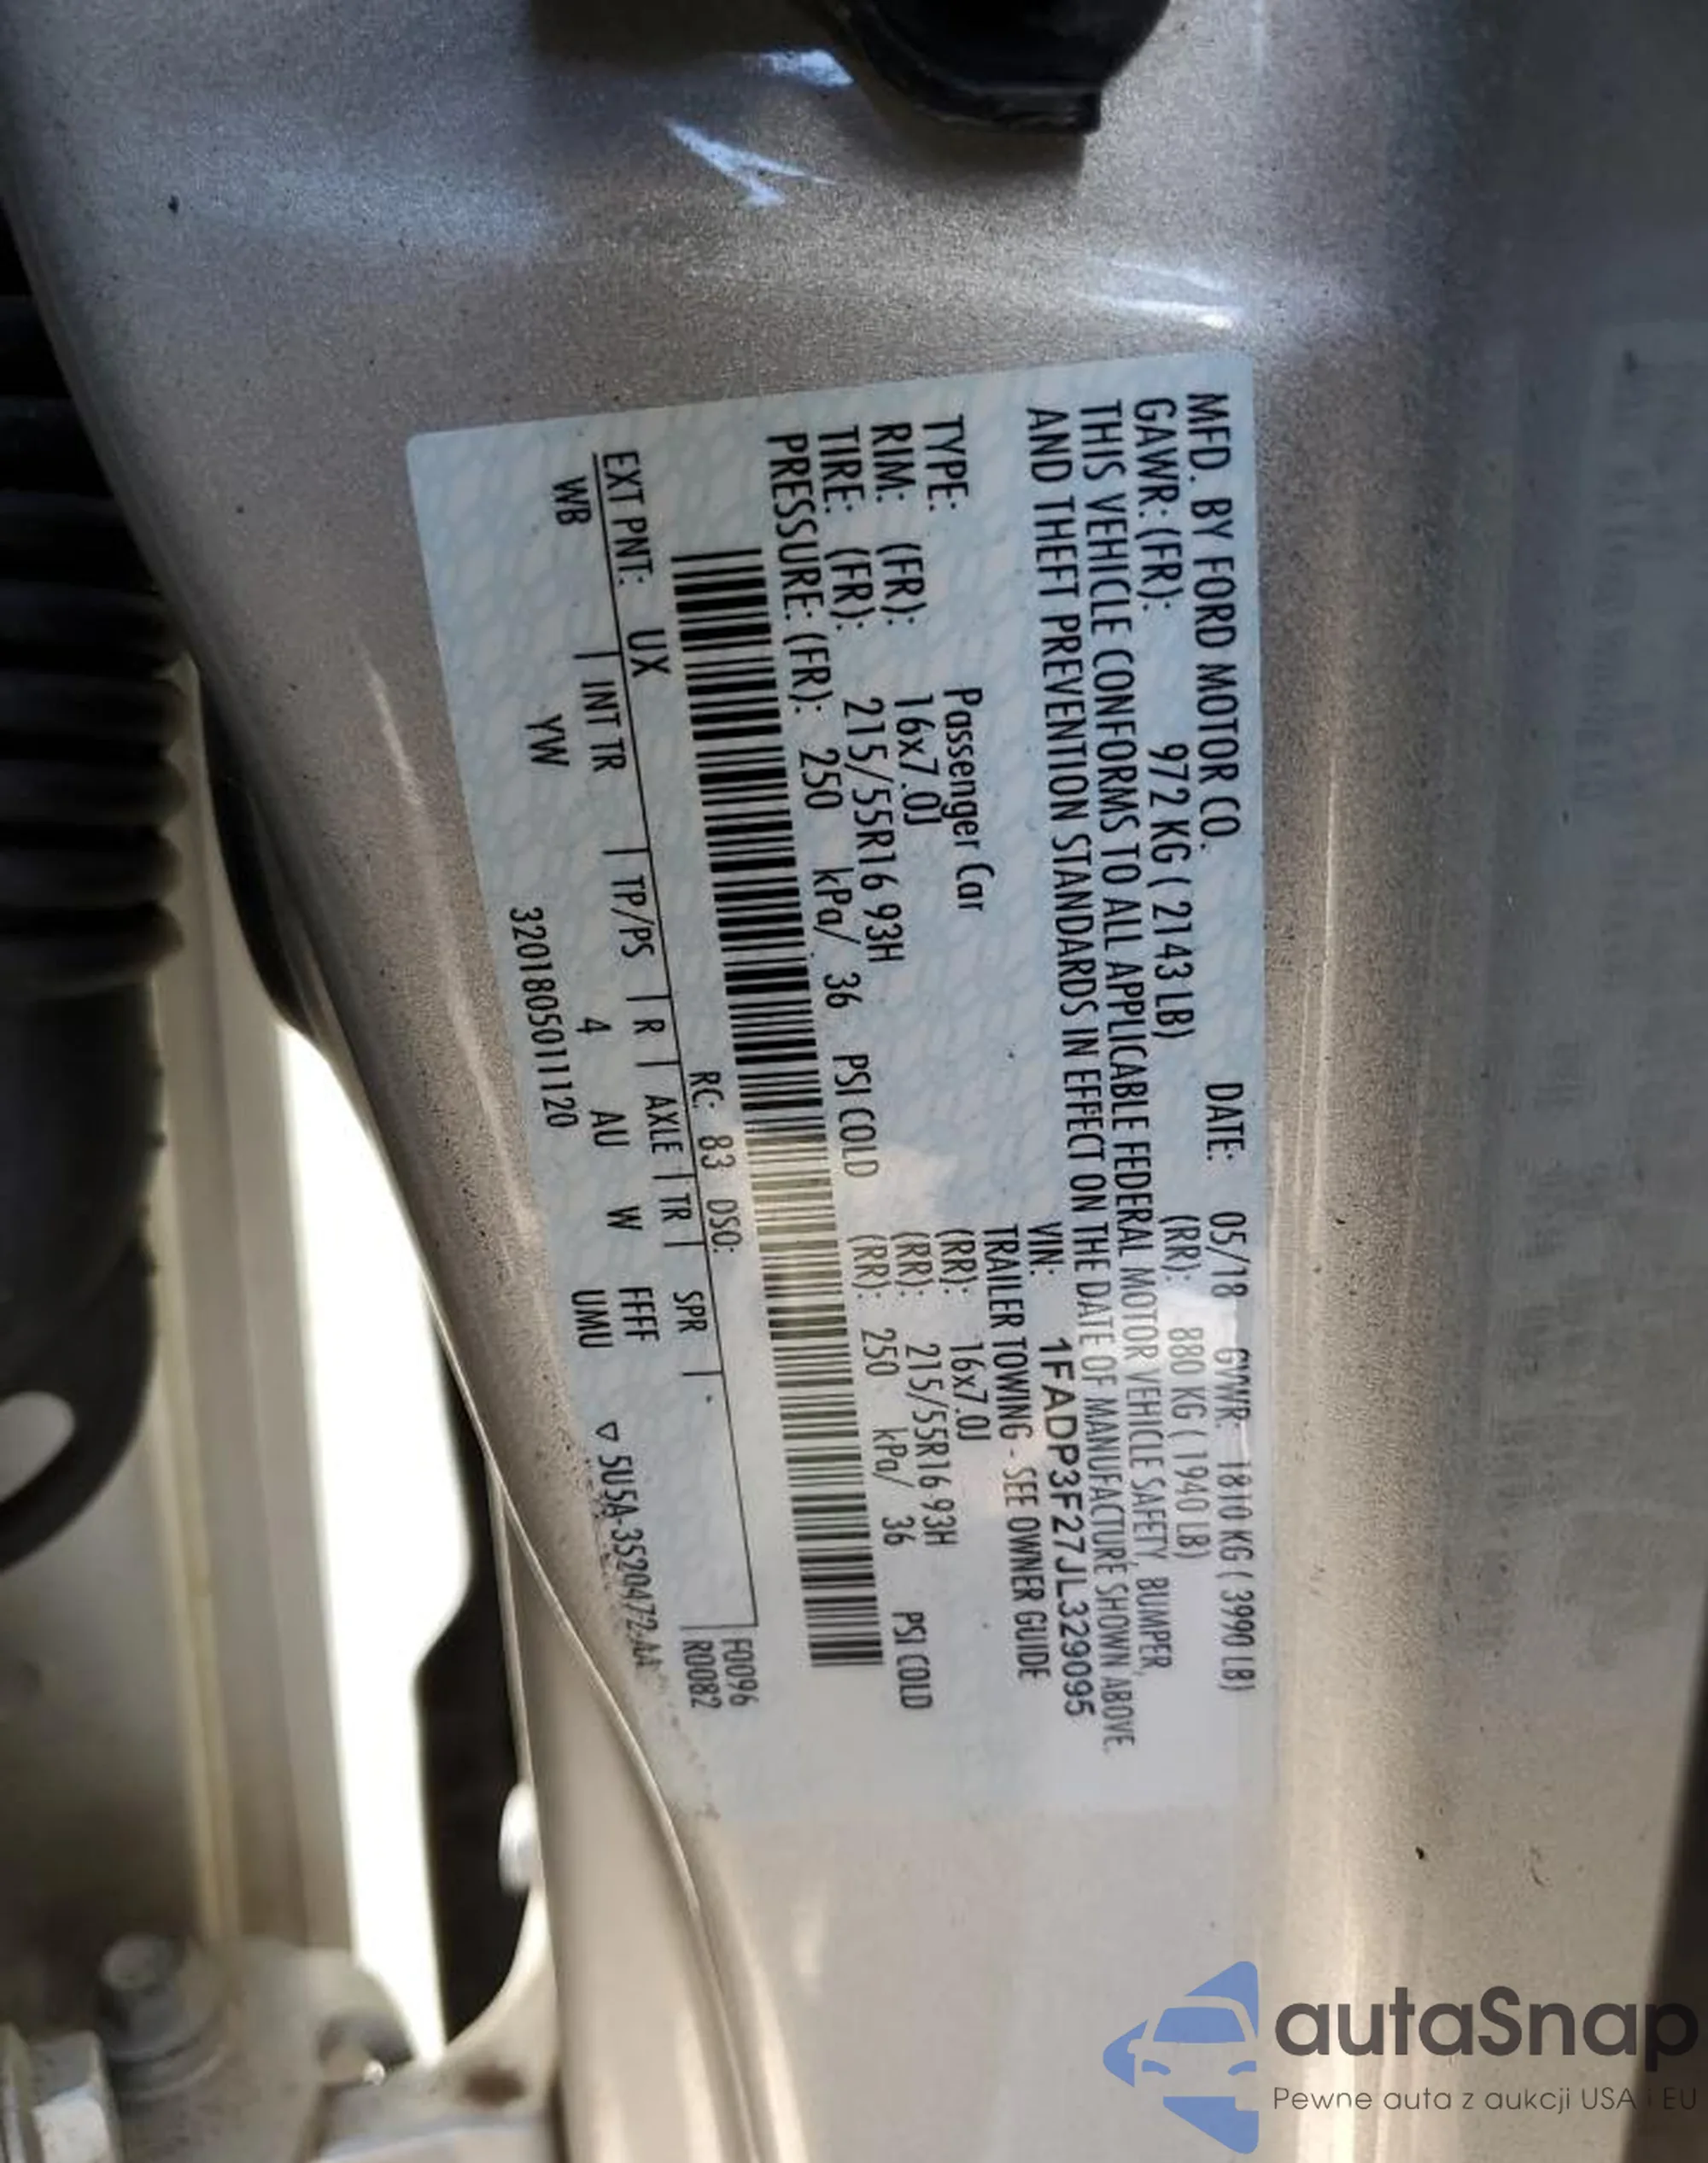 MFD. BY FORD MOTOR CO. DATE: 05/18 GVWR: 1810 KG ( 3990 LB)
GAWR: (FR): 972 KG ( 2143 LB) (RR): 880 KG ( 1940 LB)
THIS VEHICLE CONFORMS TO ALL APPLICABLE FEDERAL MOTOR VEHICLE SAFETY, BUMPER,
AND THEFT PREVENTION STANDARDS IN EFFECT ON THE DATE OF MANUFACTURE SHOWN ABOVE.
VIN: 1FADP3F27JL329095
TYPE: Passenger Car TRAILER TOWING - SEE OWNER GUIDE
RIM: (FR): 16x7.0J (RR): 16x7.0J
TIRE: (FR): 215/55R16 93H (RR): 215/55R16 93H
PRESSURE: (FR): 250 kPa/ 36 PSI COLD (RR): 250 kPa/ 36 PSI COLD
RC: 83 DSO: F0096
EXT PNT: UX R0082
WB | INT TR | TP/PS | R | AXLE | TR | SPR |
YW 4 AU W FFFF
UMU
3201805011120 ▽ 5U5A-3520472-AA
autaSnap
Pewne auta z aukcji USA i EU